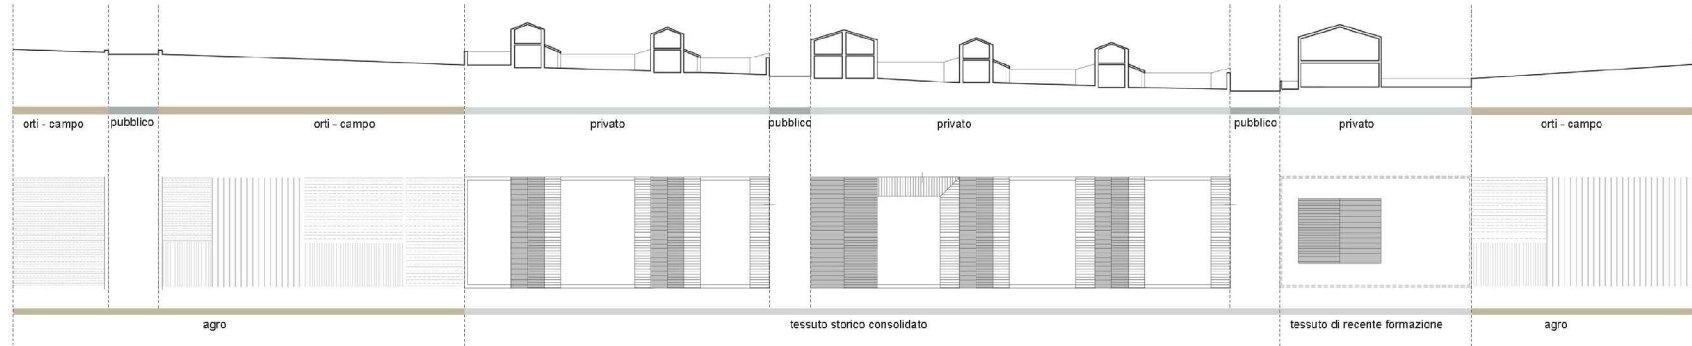 orti - campo
pubblico
orti - campo
privato
pubblico
privato
pubblico
privato
orti - campo
agro
tessuto storico consolidato
tessuto di recente formazione
agro